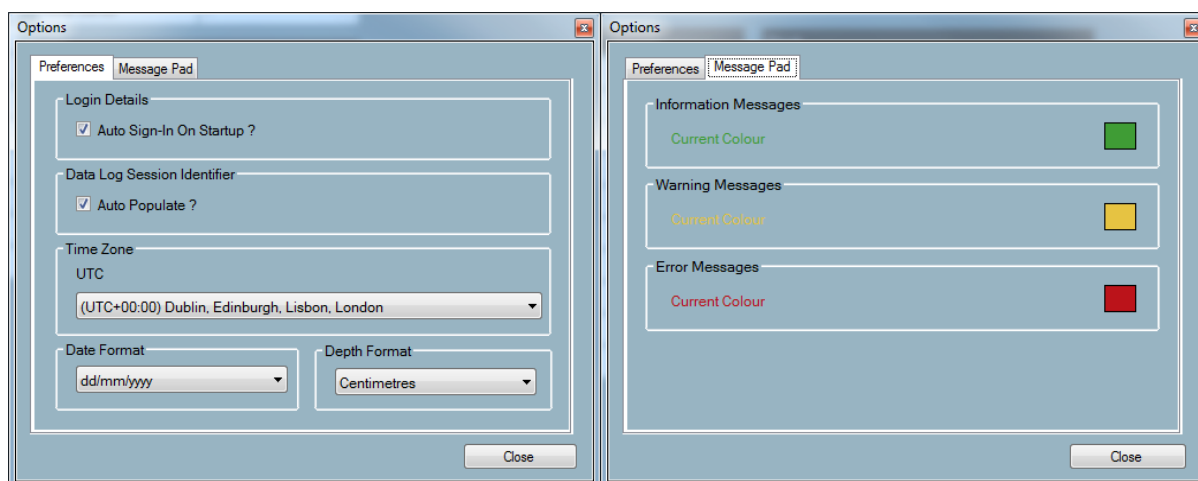 Options
Preferences Message Pad
Login Details
Auto Sign-In On Startup ?
Data Log Session Identifier
Auto Populate ?
Time Zone
UTC
(UTC+00:00) Dublin, Edinburgh, Lisbon, London
Date Format
dd/mm/yyyy
Depth Format
Centimetres
Close
Options
Preferences Message Pad
Information Messages
Current Colour
Warning Messages
Current Colour
Error Messages
Current Colour
Close